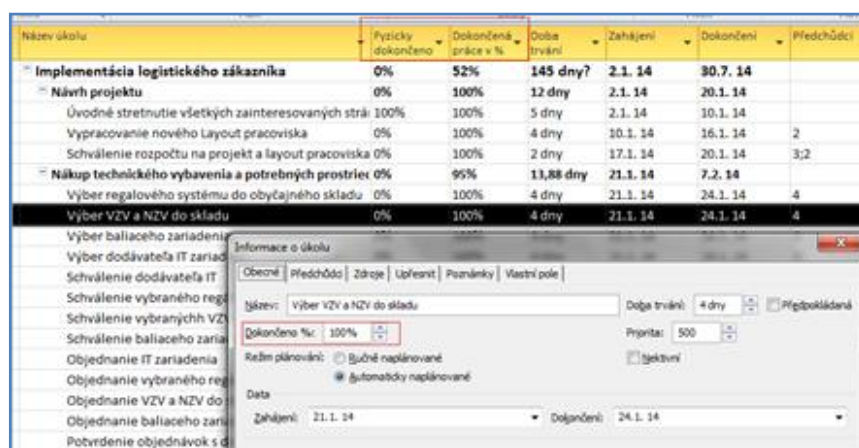 Název úkolu Fyzicky dokončeno Dokončená práce v % Doba trvání Zahájení Dokončení Předchůdci
Implementácia logistického zákazníka 0% 52% 145 dny? 2.1. 14 30.7. 14
Návrh projektu 0% 100% 12 dny 2.1. 14 20.1. 14
Úvodné stretnutie všetkých zainteresovaných strá 100% 100% 5 dny 2.1. 14 10.1. 14
Vypracovanie nového Layout pracoviska 0% 100% 4 dny 10.1. 14 16.1. 14 2
Schválenie rozpočtu na projekt a layout pracoviska 0% 100% 2 dny 17.1. 14 20.1. 14 3;2
Nákup technického vybavenia a potrebných prostried 0% 95% 13,88 dny 21.1. 14 7.2. 14
Výber regalového systému do obyčajného skladu 0% 100% 4 dny 21.1. 14 24.1. 14 4
Výber VZV a NZV do skladu 0% 100% 4 dny 21.1. 14 24.1. 14 4
Výber baliaceho zariadenia
Výber dodávateľa IT zariad
Schválenie dodávateľa IT
Schválenie vybraného reg
Schválenie vybranýhh VZ
Schválenie baliaceho zaria
Objednanie IT zariadenia
Objednanie vybraného reg
Objednanie VZV a NZV do
Objednanie baliaceho zari
Potvrdenie objednávok s d
Informace o úkolu
Obecné Předchůdci Zdroje Upřesnit Poznámky Vlastní pole
Název: Výber VZV a NZV do skladu Doba trvání: 4 dny Předpokládaná
Dokončeno %: 100% Priorita: 500
Režim plánování: Ručně naplánované Neaktivní
Automaticky naplánované
Data
Zahájení: 21.1. 14 Dokončení: 24.1. 14